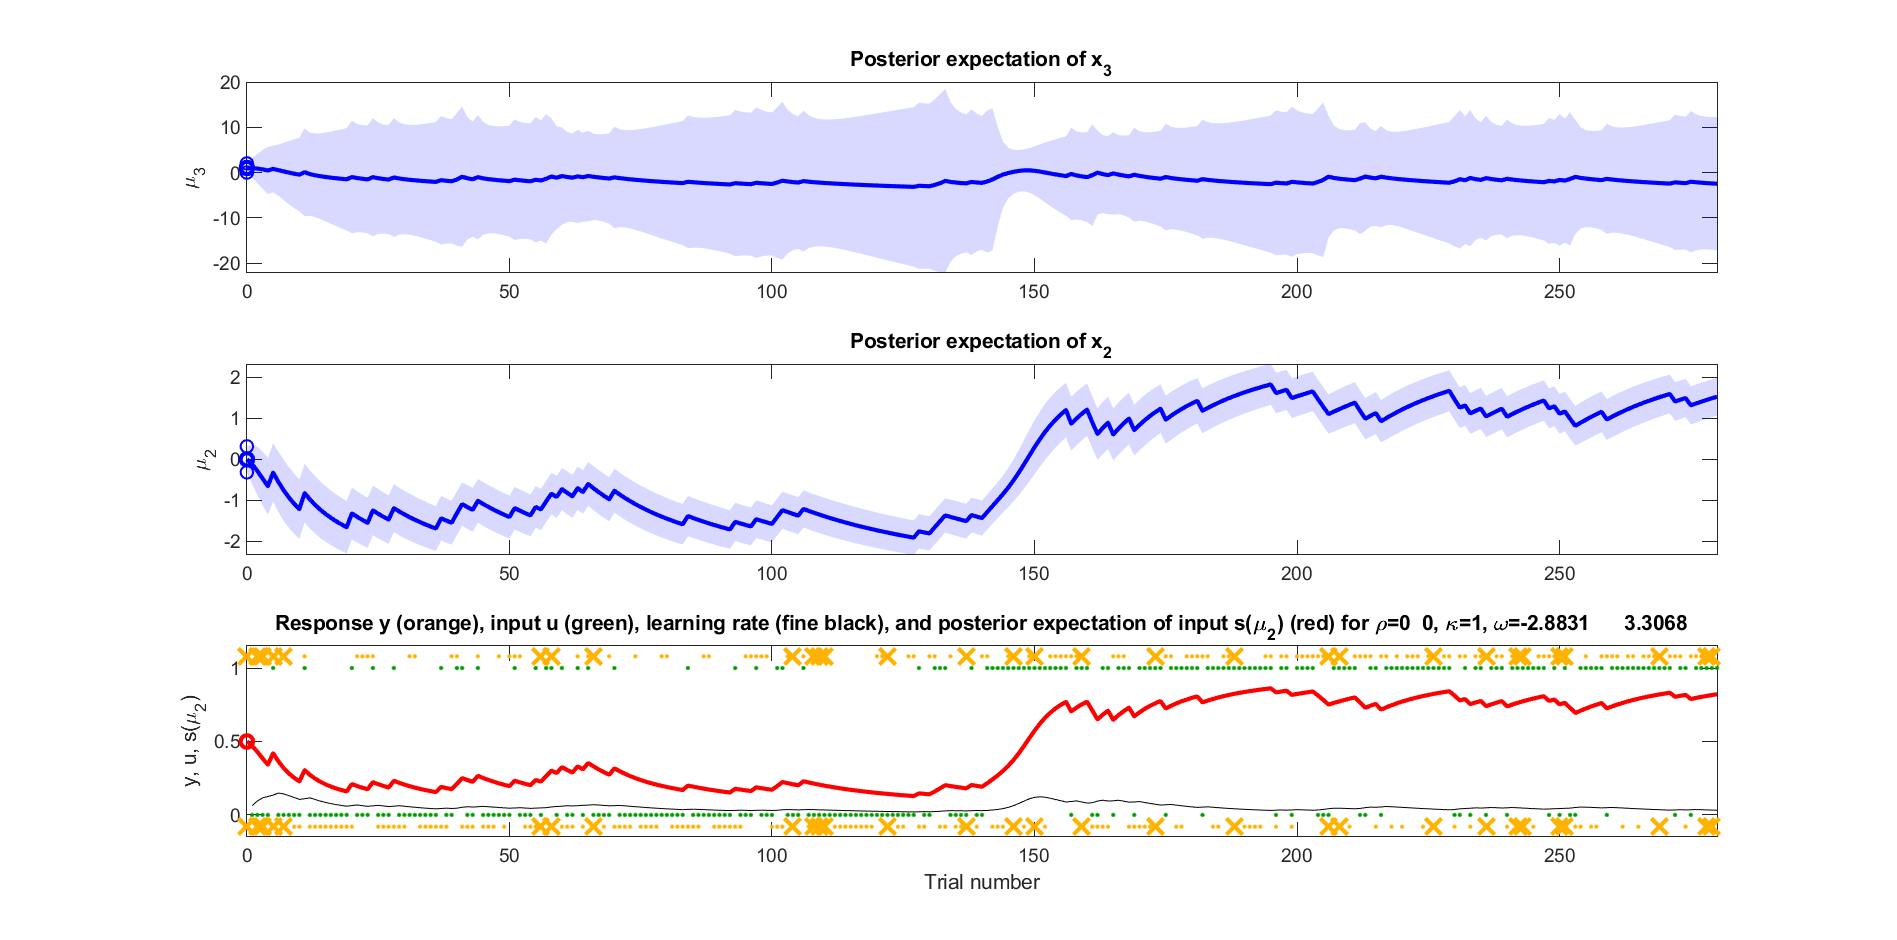 Posterior expectation of x3
20
10
0
-10
-20
μ3
0 50 100 150 200 250
Posterior expectation of x2
2
1
0
-1
-2
μ2
0 50 100 150 200 250
Response y (orange), input u (green), learning rate (fine black), and posterior expectation of input s(μ2) (red) for ρ=0 0, κ=1, ω=-2.8831 3.3068
1
0.5
0
y, u, s(μ2)
0 50 100 150 200 250
Trial number